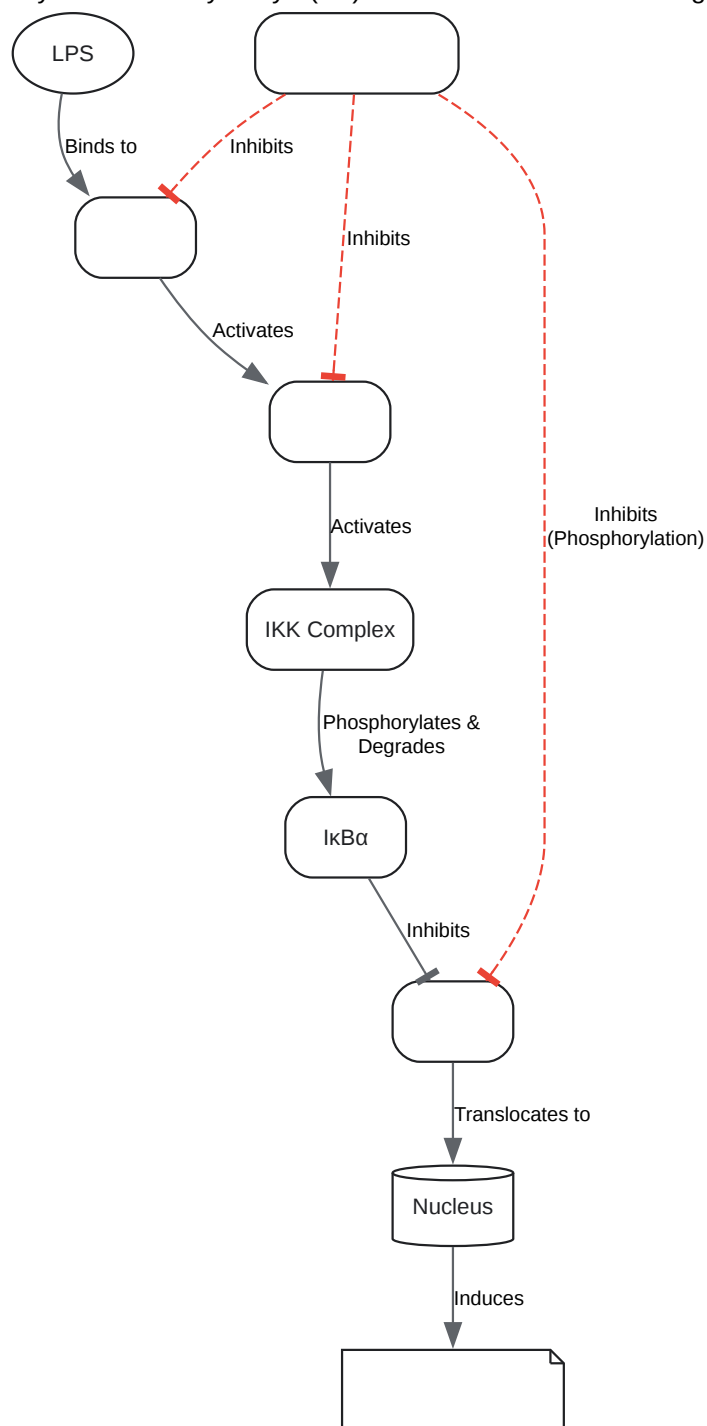 LPS
Binds to
Inhibits
Inhibits
Activates
Activates
Inhibits
(Phosphorylation)
IKK Complex
Phosphorylates &
Degrades
IκBα
Inhibits
Translocates to
Nucleus
Induces